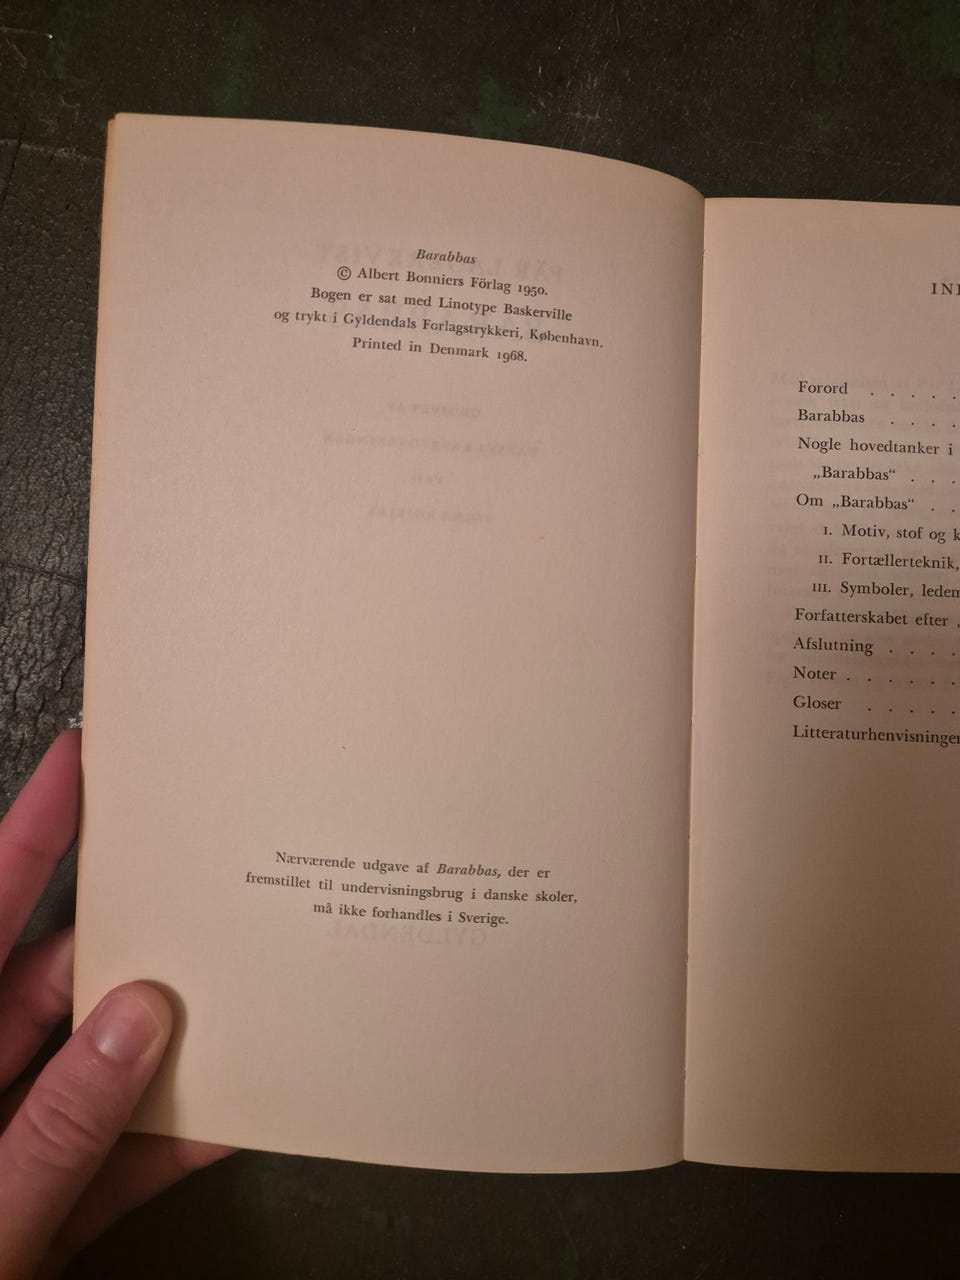 Barabbas
© Albert Bonniers Förlag 1950.
Bogen er sat med Linotype Baskerville
og trykt i Gyldendals Forlagstrykkeri, København.
Printed in Denmark 1968.
Nærværende udgave af Barabbas, der er
fremstillet til undervisningsbrug i danske skoler,
må ikke forhandles i Sverige.
Forord . . . . .
Barabbas . . . .
Nogle hovedtanker i
„Barabbas“ . . .
Om „Barabbas“ . .
I. Motiv, stof og
II. Fortællerteknik,
III. Symboler,
Forfatterskabet efter
Afslutning . . . .
Noter . . . . . .
Gloser . . . . .